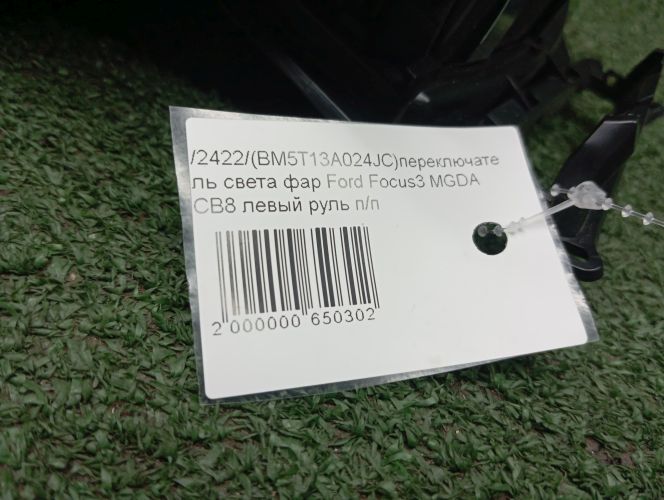 /2422/(BM5T13A024JC)переключате
ль света фар Ford Focus3 MGDA
CB8 левый руль п/п
2 000000 650302